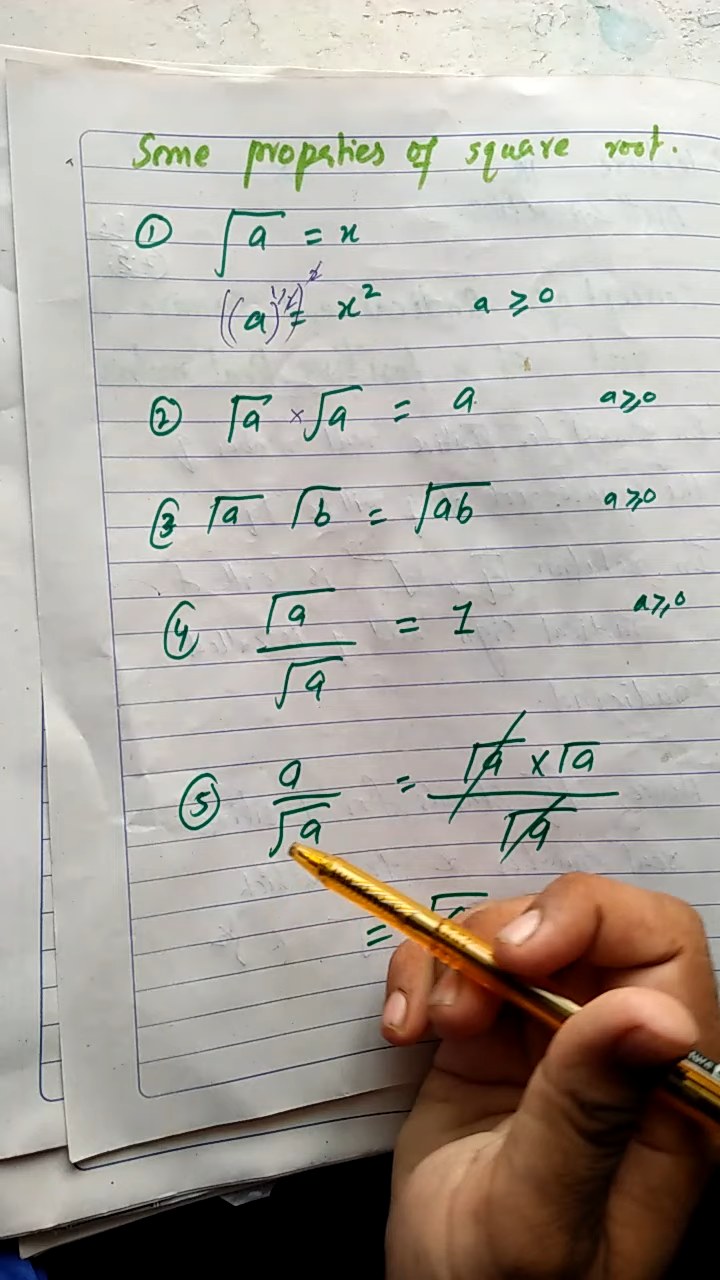 Some propaties of square root.
① √a = x
((a)^1/2)^2 = x² a ≥ 0
② √a × √a = a a ≥ 0
③ √a √b = √ab a ≥ 0
④ √a/√a = 1 a ≥ 0
⑤ a/√a = √a × √a/√a
=